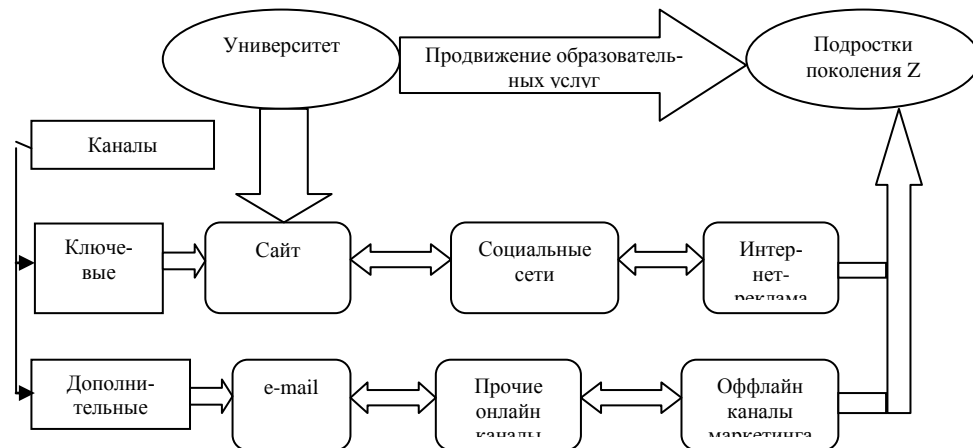 Университет
Продвижение образователь-
ных услуг
Подростки
поколения Z
Каналы
Ключе-
вые
Сайт
Социальные
сети
Интер-
нет-
реклама
Дополни-
тельные
e-mail
Прочие
онлайн
каналы
Оффлайн
каналы
маркетинга